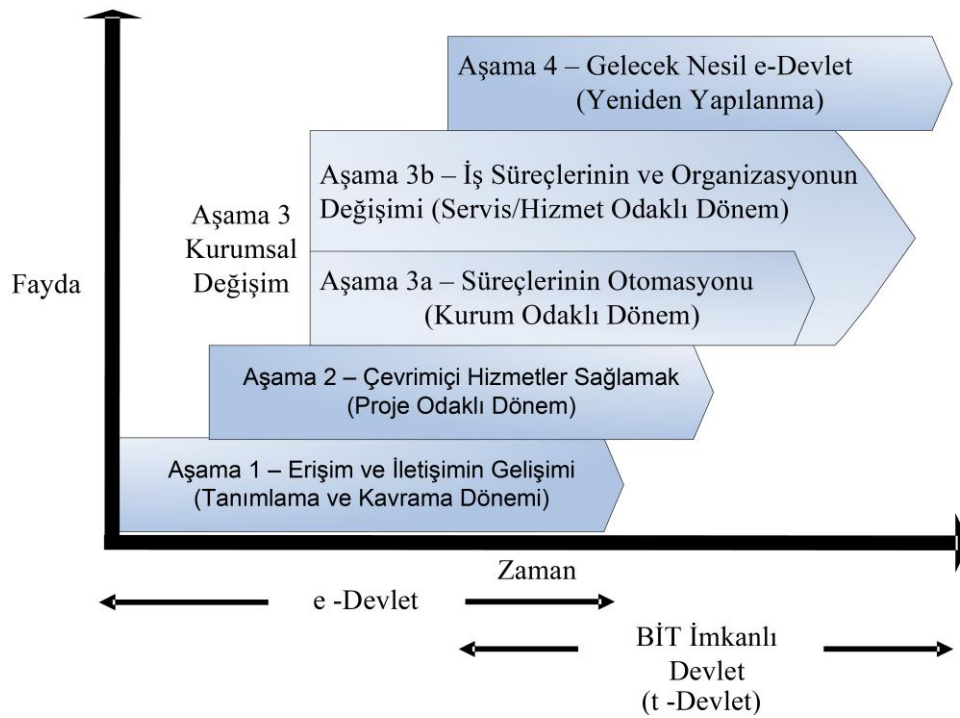 Aşama 4 – Gelecek Nesil e-Devlet
(Yeniden Yapılanma)
Aşama 3b – İş Süreçlerinin ve Organizasyonun
Değişimi (Servis/Hizmet Odaklı Dönem)
Aşama 3
Kurumsal
Değişim
Aşama 3a – Süreçlerinin Otomasyonu
(Kurum Odaklı Dönem)
Fayda
Aşama 2 – Çevrimiçi Hizmetler Sağlamak
(Proje Odaklı Dönem)
Aşama 1 – Erişim ve İletişimin Gelişimi
(Tanımlama ve Kavrama Dönemi)
Zaman
e -Devlet
BİT İmkanlı
Devlet
(t -Devlet)